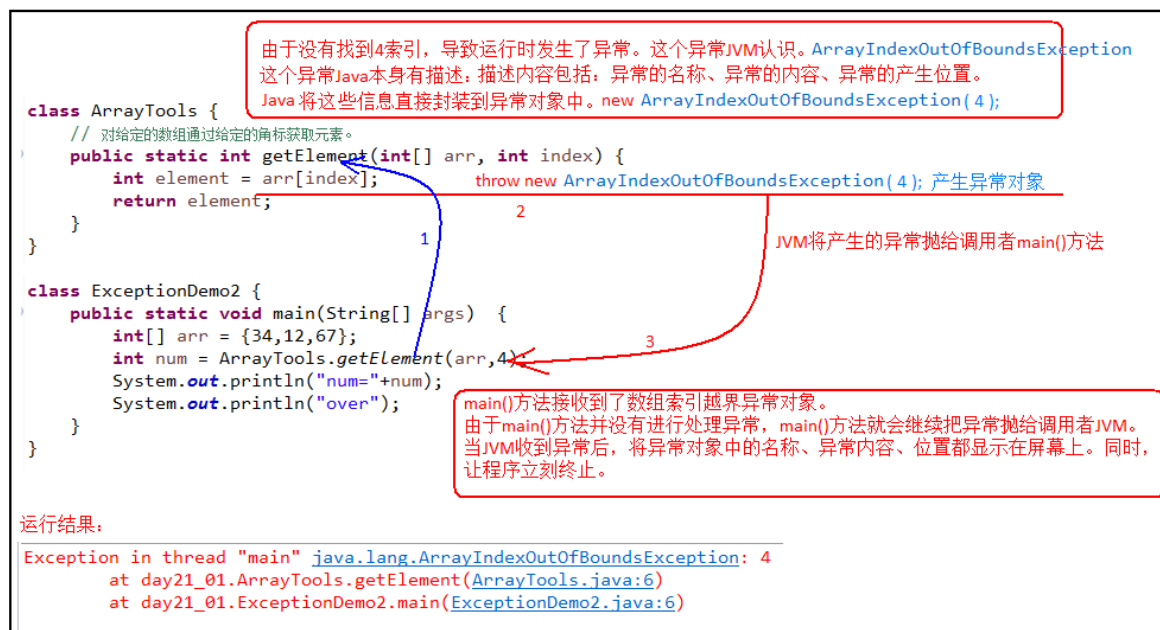 由于没有找到4索引，导致运行时发生了异常。这个异常JVM认识。ArrayIndexOutOfBoundsException
这个异常Java本身有描述：描述内容包括：异常的名称、异常的内容、异常的产生位置。
Java 将这些信息直接封装到异常对象中。new ArrayIndexOutOfBoundsException(4);
class ArrayTools {
// 对给定的数组通过给定的角标获取元素。
public static int getElement(int[] arr, int index) {
int element = arr[index]; throw new ArrayIndexOutOfBoundsException(4); 产生异常对象
return element;
2
}
1
JVM将产生的异常抛给调用者main()方法
}
class ExceptionDemo2 {
public static void main(String[] args) {
int[] arr = {34,12,67};
3
int num = ArrayTools.getElement(arr,4);
System.out.println("num="+num);
System.out.println("over");
}
}
main()方法接收到了数组索引越界异常对象。
由于main()方法并没有进行处理异常，main()方法就会继续把异常抛给调用者JVM。
当JVM收到异常后，将异常对象中的名称、异常内容、位置都显示在屏幕上。同时，
让程序立刻终止。
运行结果：
Exception in thread "main" java.lang.ArrayIndexOutOfBoundsException: 4
at day21_01.ArrayTools.getElement(ArrayTools.java:6)
at day21_01.ExceptionDemo2.main(ExceptionDemo2.java:6)